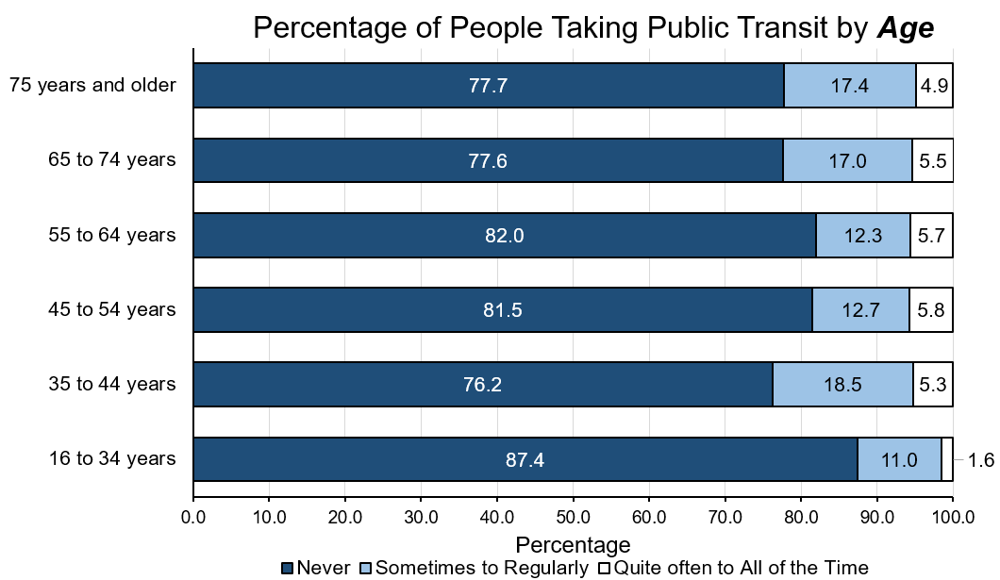 Percentage of People Taking Public Transit by Age
75 years and older 77.7 17.4 4.9
65 to 74 years 77.6 17.0 5.5
55 to 64 years 82.0 12.3 5.7
45 to 54 years 81.5 12.7 5.8
35 to 44 years 76.2 18.5 5.3
16 to 34 years 87.4 11.0 1.6
0.0 10.0 20.0 30.0 40.0 50.0 60.0 70.0 80.0 90.0 100.0
Percentage
Never Sometimes to Regularly Quite often to All of the Time